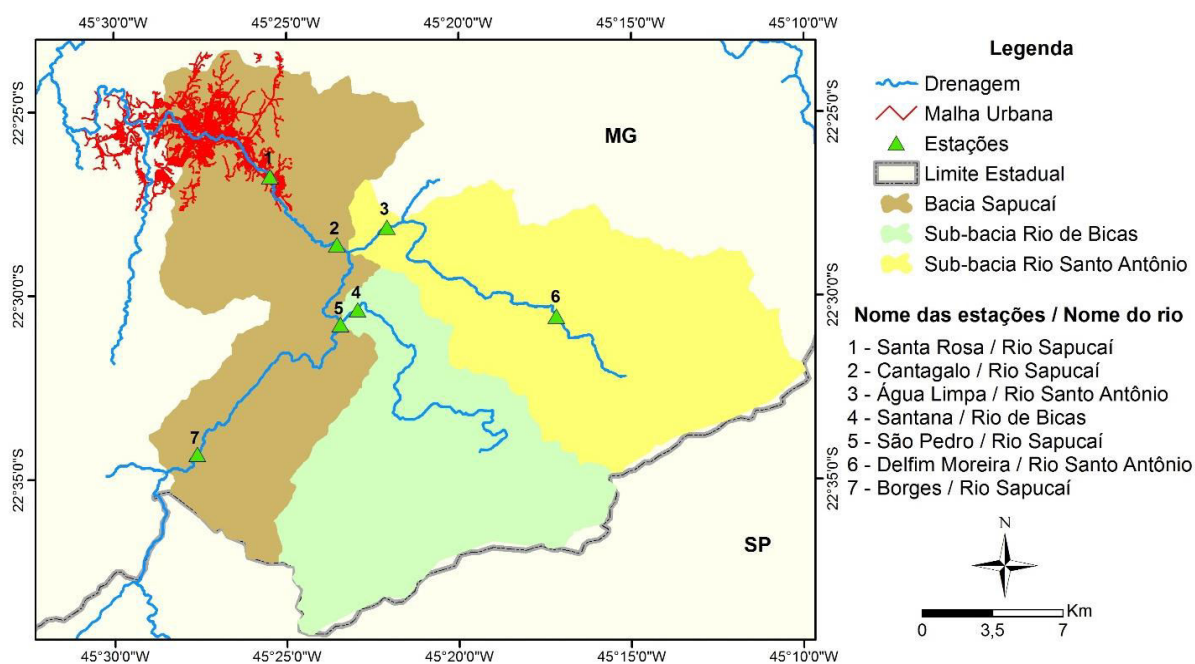 45°30'0"W 45°25'0"W 45°20'0"W 45°15'0"W 45°10'0"W
22°25'0"S
22°30'0"S
22°35'0"S
MG
SP
1
2
3
4
5
6
7
22°25'0"S
22°30'0"S
22°35'0"S
45°30'0"W 45°25'0"W 45°20'0"W 45°15'0"W 45°10'0"W
Legenda
Drenagem
Malha Urbana
Estações
Limite Estadual
Bacia Sapucaí
Sub-bacia Rio de Bicas
Sub-bacia Rio Santo Antônio
Nome das estações / Nome do rio
1 - Santa Rosa / Rio Sapucaí
2 - Cantagalo / Rio Sapucaí
3 - Água Limpa / Rio Santo Antônio
4 - Santana / Rio de Bicas
5 - São Pedro / Rio Sapucaí
6 - Delfim Moreira / Rio Santo Antônio
7 - Borges / Rio Sapucaí
N
Km
0 3,5 7